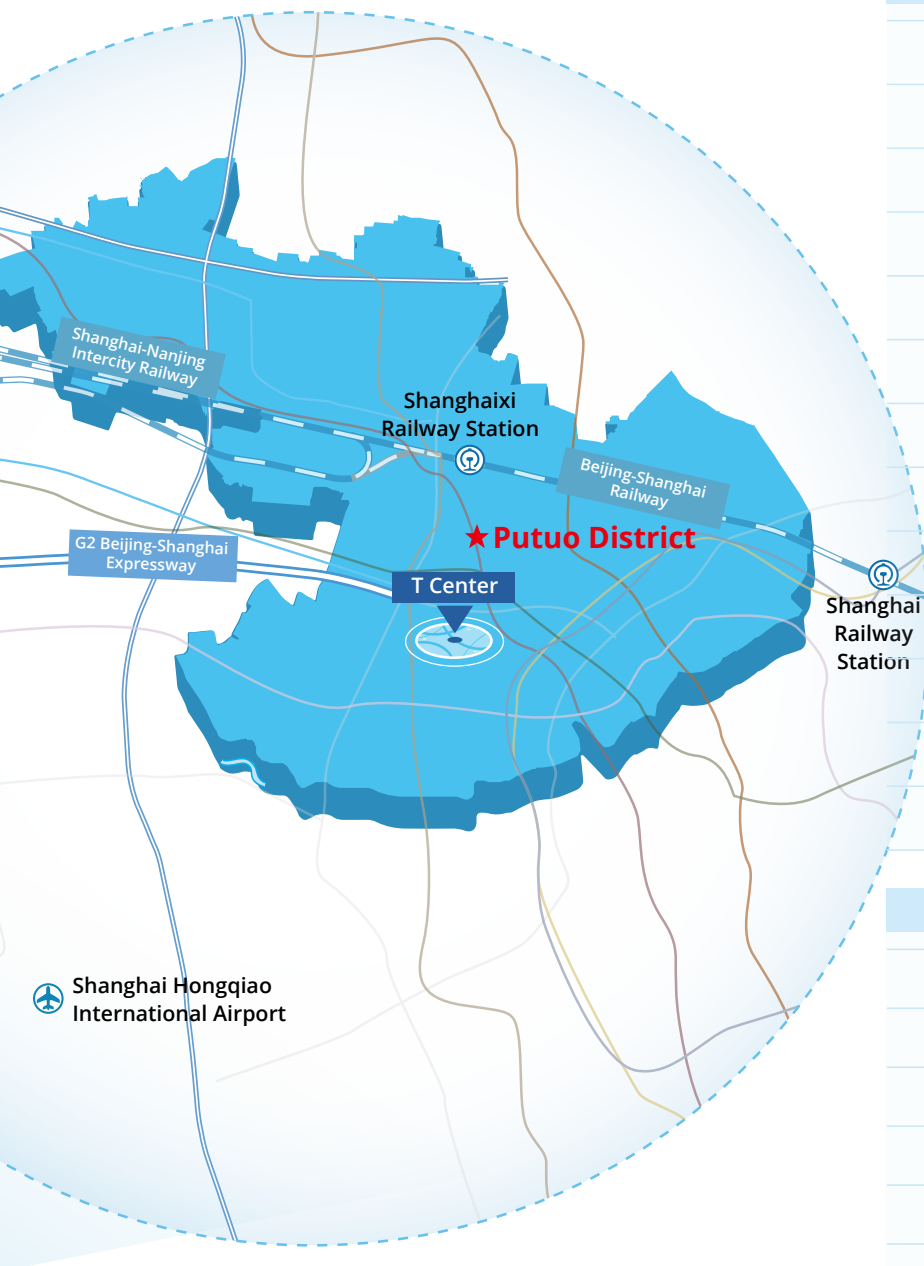 Shanghai-Nanjing
Intercity Railway
Shanghaixi
Railway Station
Beijing-Shanghai
Railway
Putuo District
G2 Beijing-Shanghai
Expressway
T Center
Shanghai
Railway
Station
Shanghai Hongqiao
International Airport